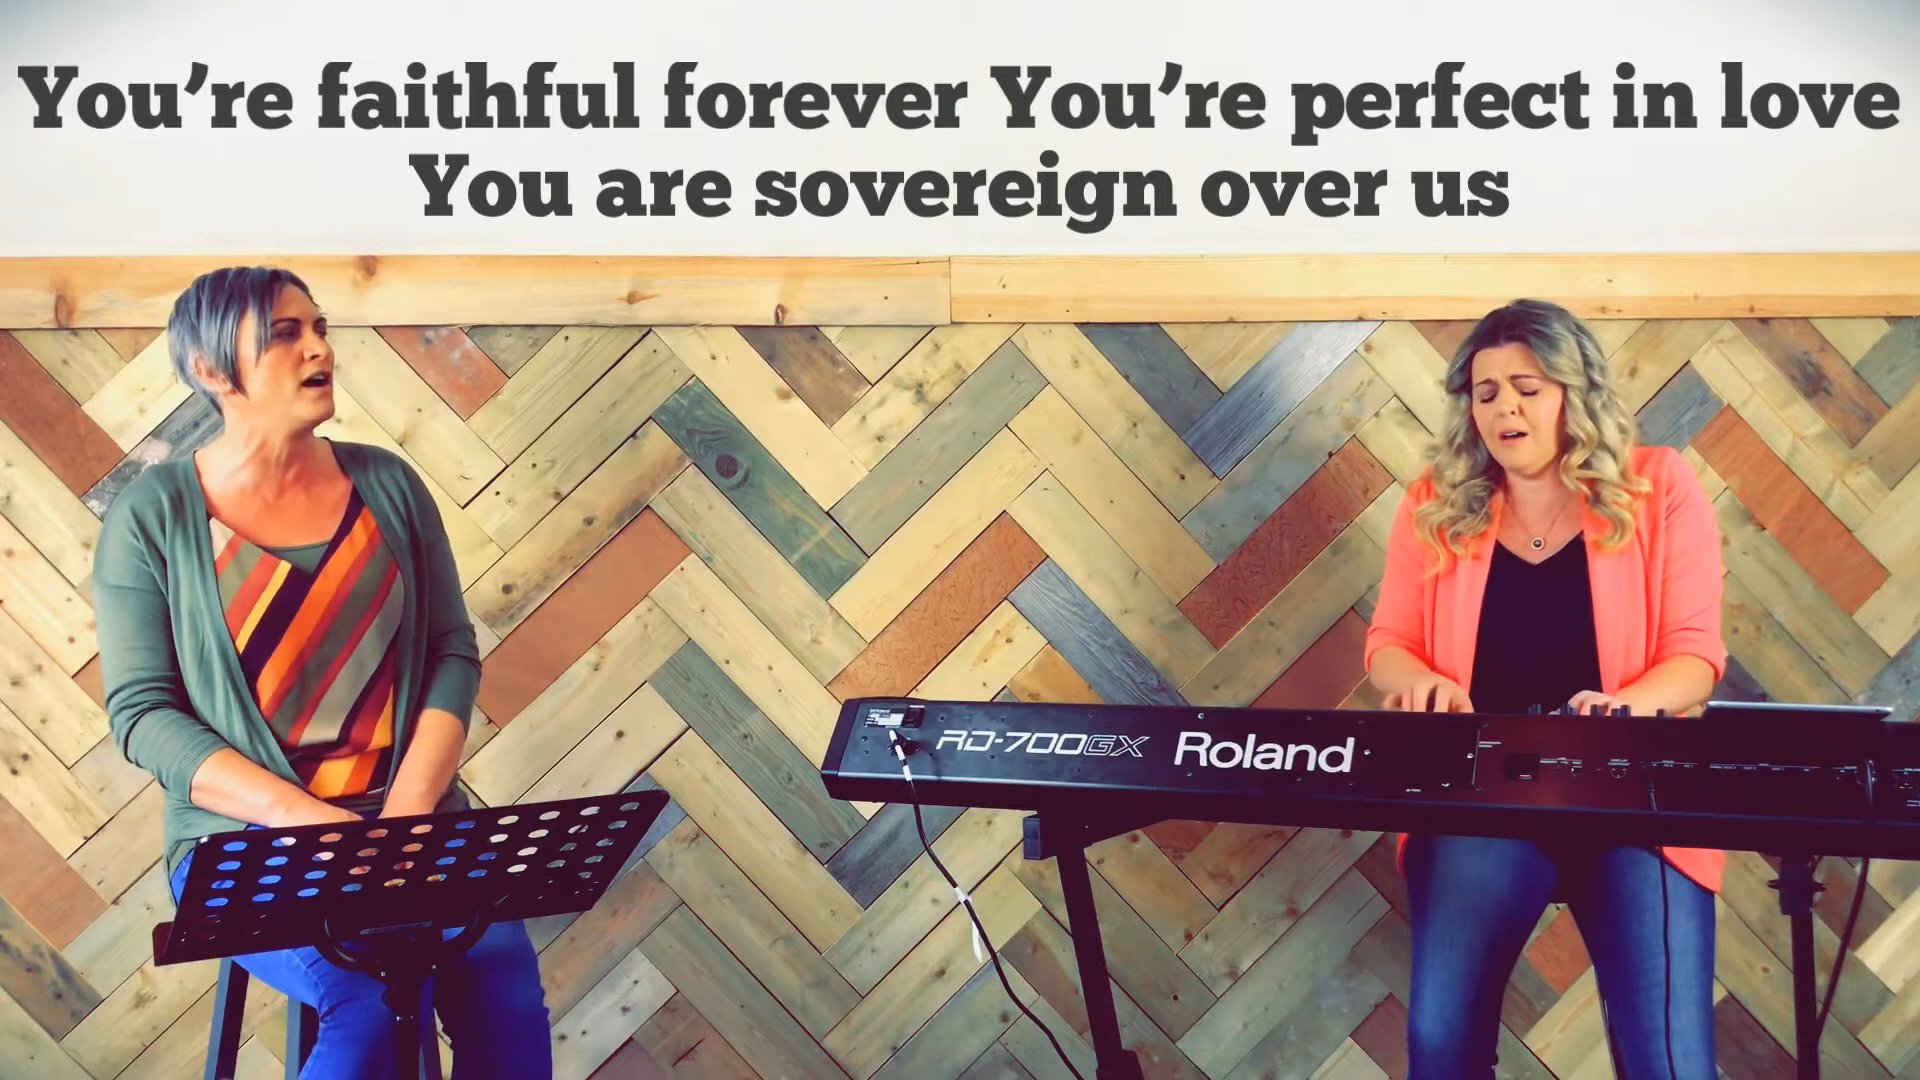 You’re faithful forever You’re perfect in love
You are sovereign over us
RD-700GX Roland